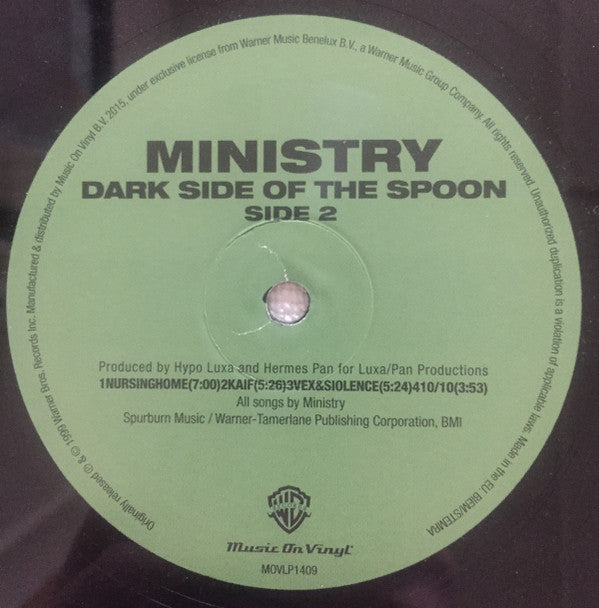 MINISTRY
DARK SIDE OF THE SPOON
SIDE 2
Produced by Hypo Luxa and Hermes Pan for Luxa/Pan Productions
1NURSINGHOME(7:00)2KAIF(5:26)3VEX&SIOLENCE(5:24)410/10(3:53)
All songs by Ministry
Spurburn Music / Warner-Tamerlane Publishing Corporation, BMI
Music On Vinyl
MOVLP1409
Originally released ℗ & © 1999 Warner Bros. Records Inc. Manufactured & distributed by Music On Vinyl B.V. 2015, under exclusive license from Warner Music Benelux B.V., a Warner Music Group Company. All rights reserved. Unauthorized duplication is a violation of applicable laws. Made in the EU. BIEM/STEMRA